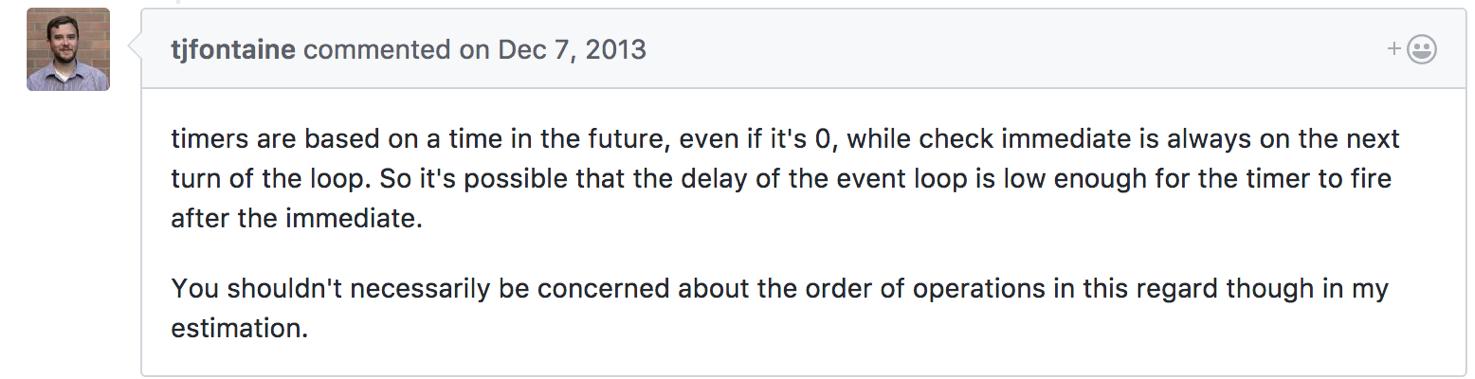 tjfontaine commented on Dec 7, 2013
timers are based on a time in the future, even if it's 0, while check immediate is always on the next
turn of the loop. So it's possible that the delay of the event loop is low enough for the timer to fire
after the immediate.
You shouldn't necessarily be concerned about the order of operations in this regard though in my
estimation.